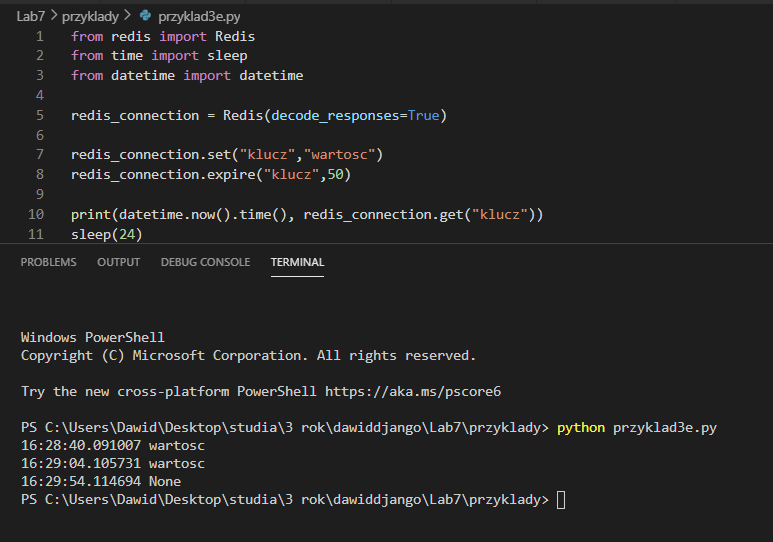 Lab7 > przyklady > przyklad3e.py
1 from redis import Redis
2 from time import sleep
3 from datetime import datetime
4
5 redis_connection = Redis(decode_responses=True)
6
7 redis_connection.set("klucz","wartosc")
8 redis_connection.expire("klucz",50)
9
10 print(datetime.now().time(), redis_connection.get("klucz"))
11 sleep(24)
PROBLEMS OUTPUT DEBUG CONSOLE TERMINAL
Windows PowerShell
Copyright (C) Microsoft Corporation. All rights reserved.
Try the new cross-platform PowerShell https://aka.ms/pscore6
PS C:\Users\Dawid\Desktop\studia\3 rok\dawiddjango\Lab7\przyklady> python przyklad3e.py
16:28:40.091007 wartosc
16:29:04.105731 wartosc
16:29:54.114694 None
PS C:\Users\Dawid\Desktop\studia\3 rok\dawiddjango\Lab7\przyklady>